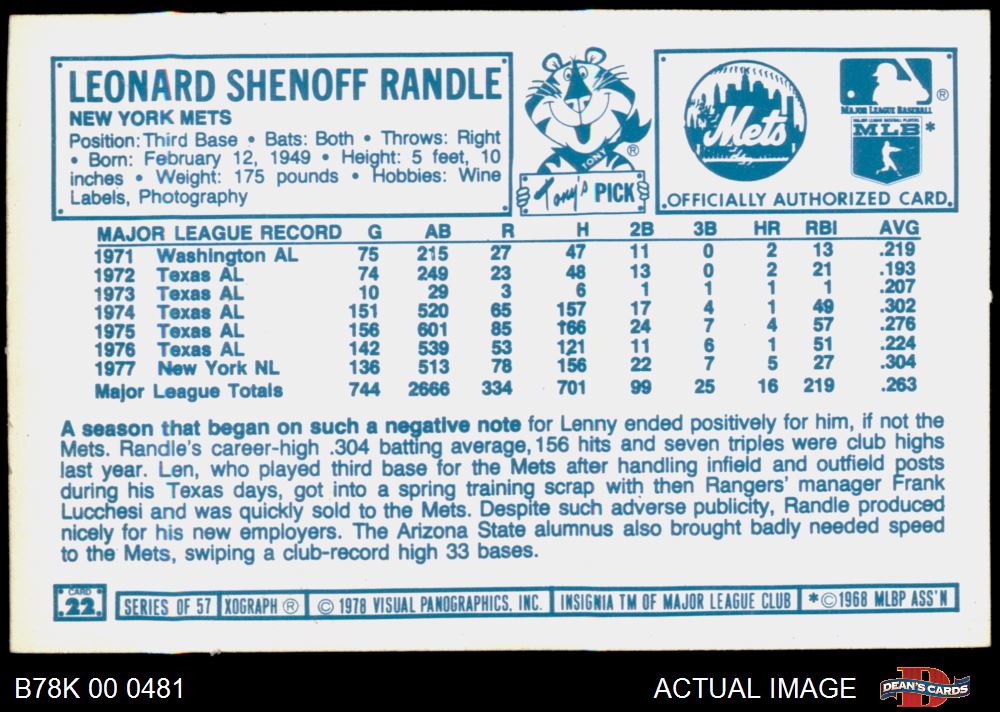 LEONARD SHENOFF RANDLE
NEW YORK METS
Position: Third Base • Bats: Both • Throws: Right
• Born: February 12, 1949 • Height: 5 feet, 10
inches • Weight: 175 pounds • Hobbies: Wine
Labels, Photography
TONY
®
Tony's PICK
Mets
®
MAJOR LEAGUE BASEBALL
MAJOR LEAGUE BASEBALL PLAYERS
MLB *
OFFICIALLY AUTHORIZED CARD.
MAJOR LEAGUE RECORD G AB R H 2B 3B HR RBI AVG
1971 Washington AL 75 215 27 47 11 0 2 13 .219
1972 Texas AL 74 249 23 48 13 0 2 21 .193
1973 Texas AL 10 29 3 6 1 1 1 1 .207
1974 Texas AL 151 520 65 157 17 4 1 49 .302
1975 Texas AL 156 601 85 166 24 7 4 57 .276
1976 Texas AL 142 539 53 121 11 6 1 51 .224
1977 New York NL 136 513 78 156 22 7 5 27 .304
Major League Totals 744 2666 334 701 99 25 16 219 .263
A season that began on such a negative note for Lenny ended positively for him, if not the
Mets. Randle's career-high .304 batting average, 156 hits and seven triples were club highs
last year. Len, who played third base for the Mets after handling infield and outfield posts
during his Texas days, got into a spring training scrap with then Rangers' manager Frank
Lucchesi and was quickly sold to the Mets. Despite such adverse publicity, Randle produced
nicely for his new employers. The Arizona State alumnus also brought badly needed speed
to the Mets, swiping a club-record high 33 bases.
CARD
22
SERIES OF 57 XOGRAPH ® © 1978 VISUAL PANOGRAPHICS, INC. INSIGNIA TM OF MAJOR LEAGUE CLUB *©1968 MLBP ASS'N
B78K 00 0481
ACTUAL IMAGE
DEAN'S CARDS